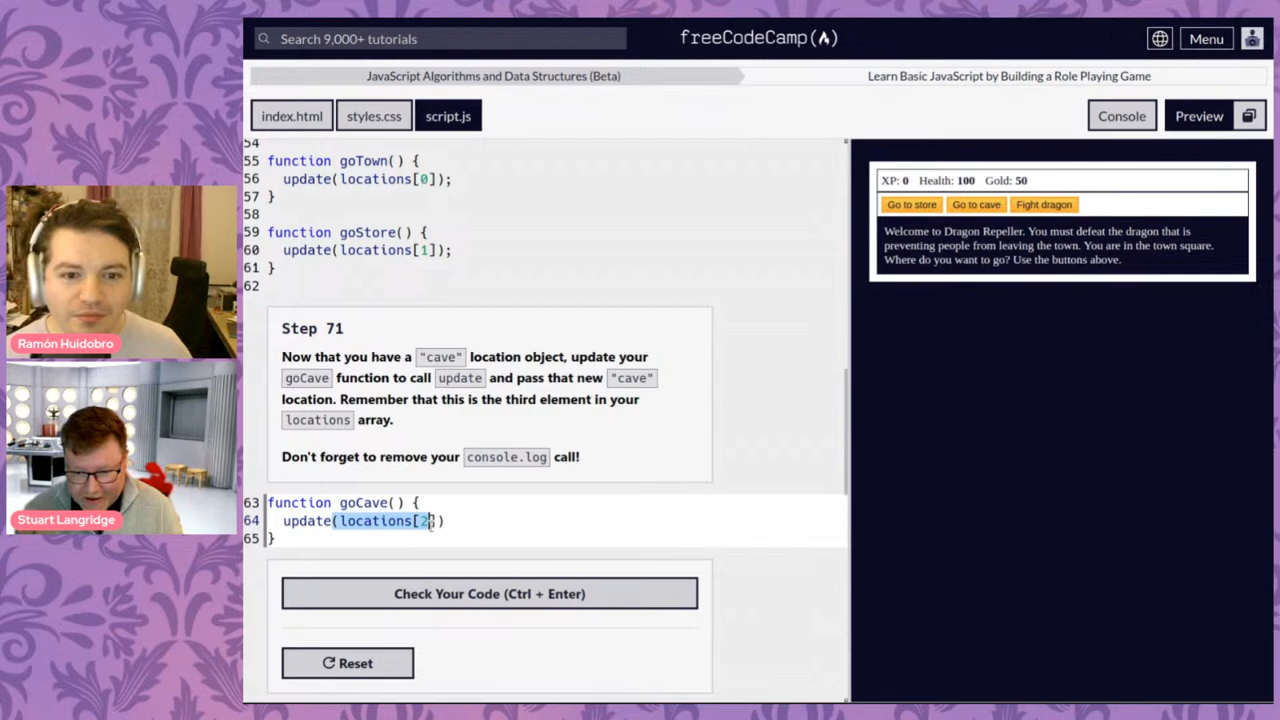 Search 9,000+ tutorials
freeCodeCamp
Menu
JavaScript Algorithms and Data Structures (Beta)
Learn Basic JavaScript by Building a Role Playing Game
index.html
styles.css
script.js
Console
Preview
54
55 function goTown() {
56 update(locations[0]);
57 }
58
59 function goStore() {
60 update(locations[1]);
61 }
62
Step 71
Now that you have a "cave" location object, update your
goCave function to call update and pass that new "cave"
location. Remember that this is the third element in your
locations array.
Don't forget to remove your console.log call!
63 function goCave() {
64 update(locations[2])
65 }
Check Your Code (Ctrl + Enter)
Reset
XP: 0 Health: 100 Gold: 50
Go to store
Go to cave
Fight dragon
Welcome to Dragon Repeller. You must defeat the dragon that is
preventing people from leaving the town. You are in the town square.
Where do you want to go? Use the buttons above.
Ramón Huidobro
Stuart Langridge